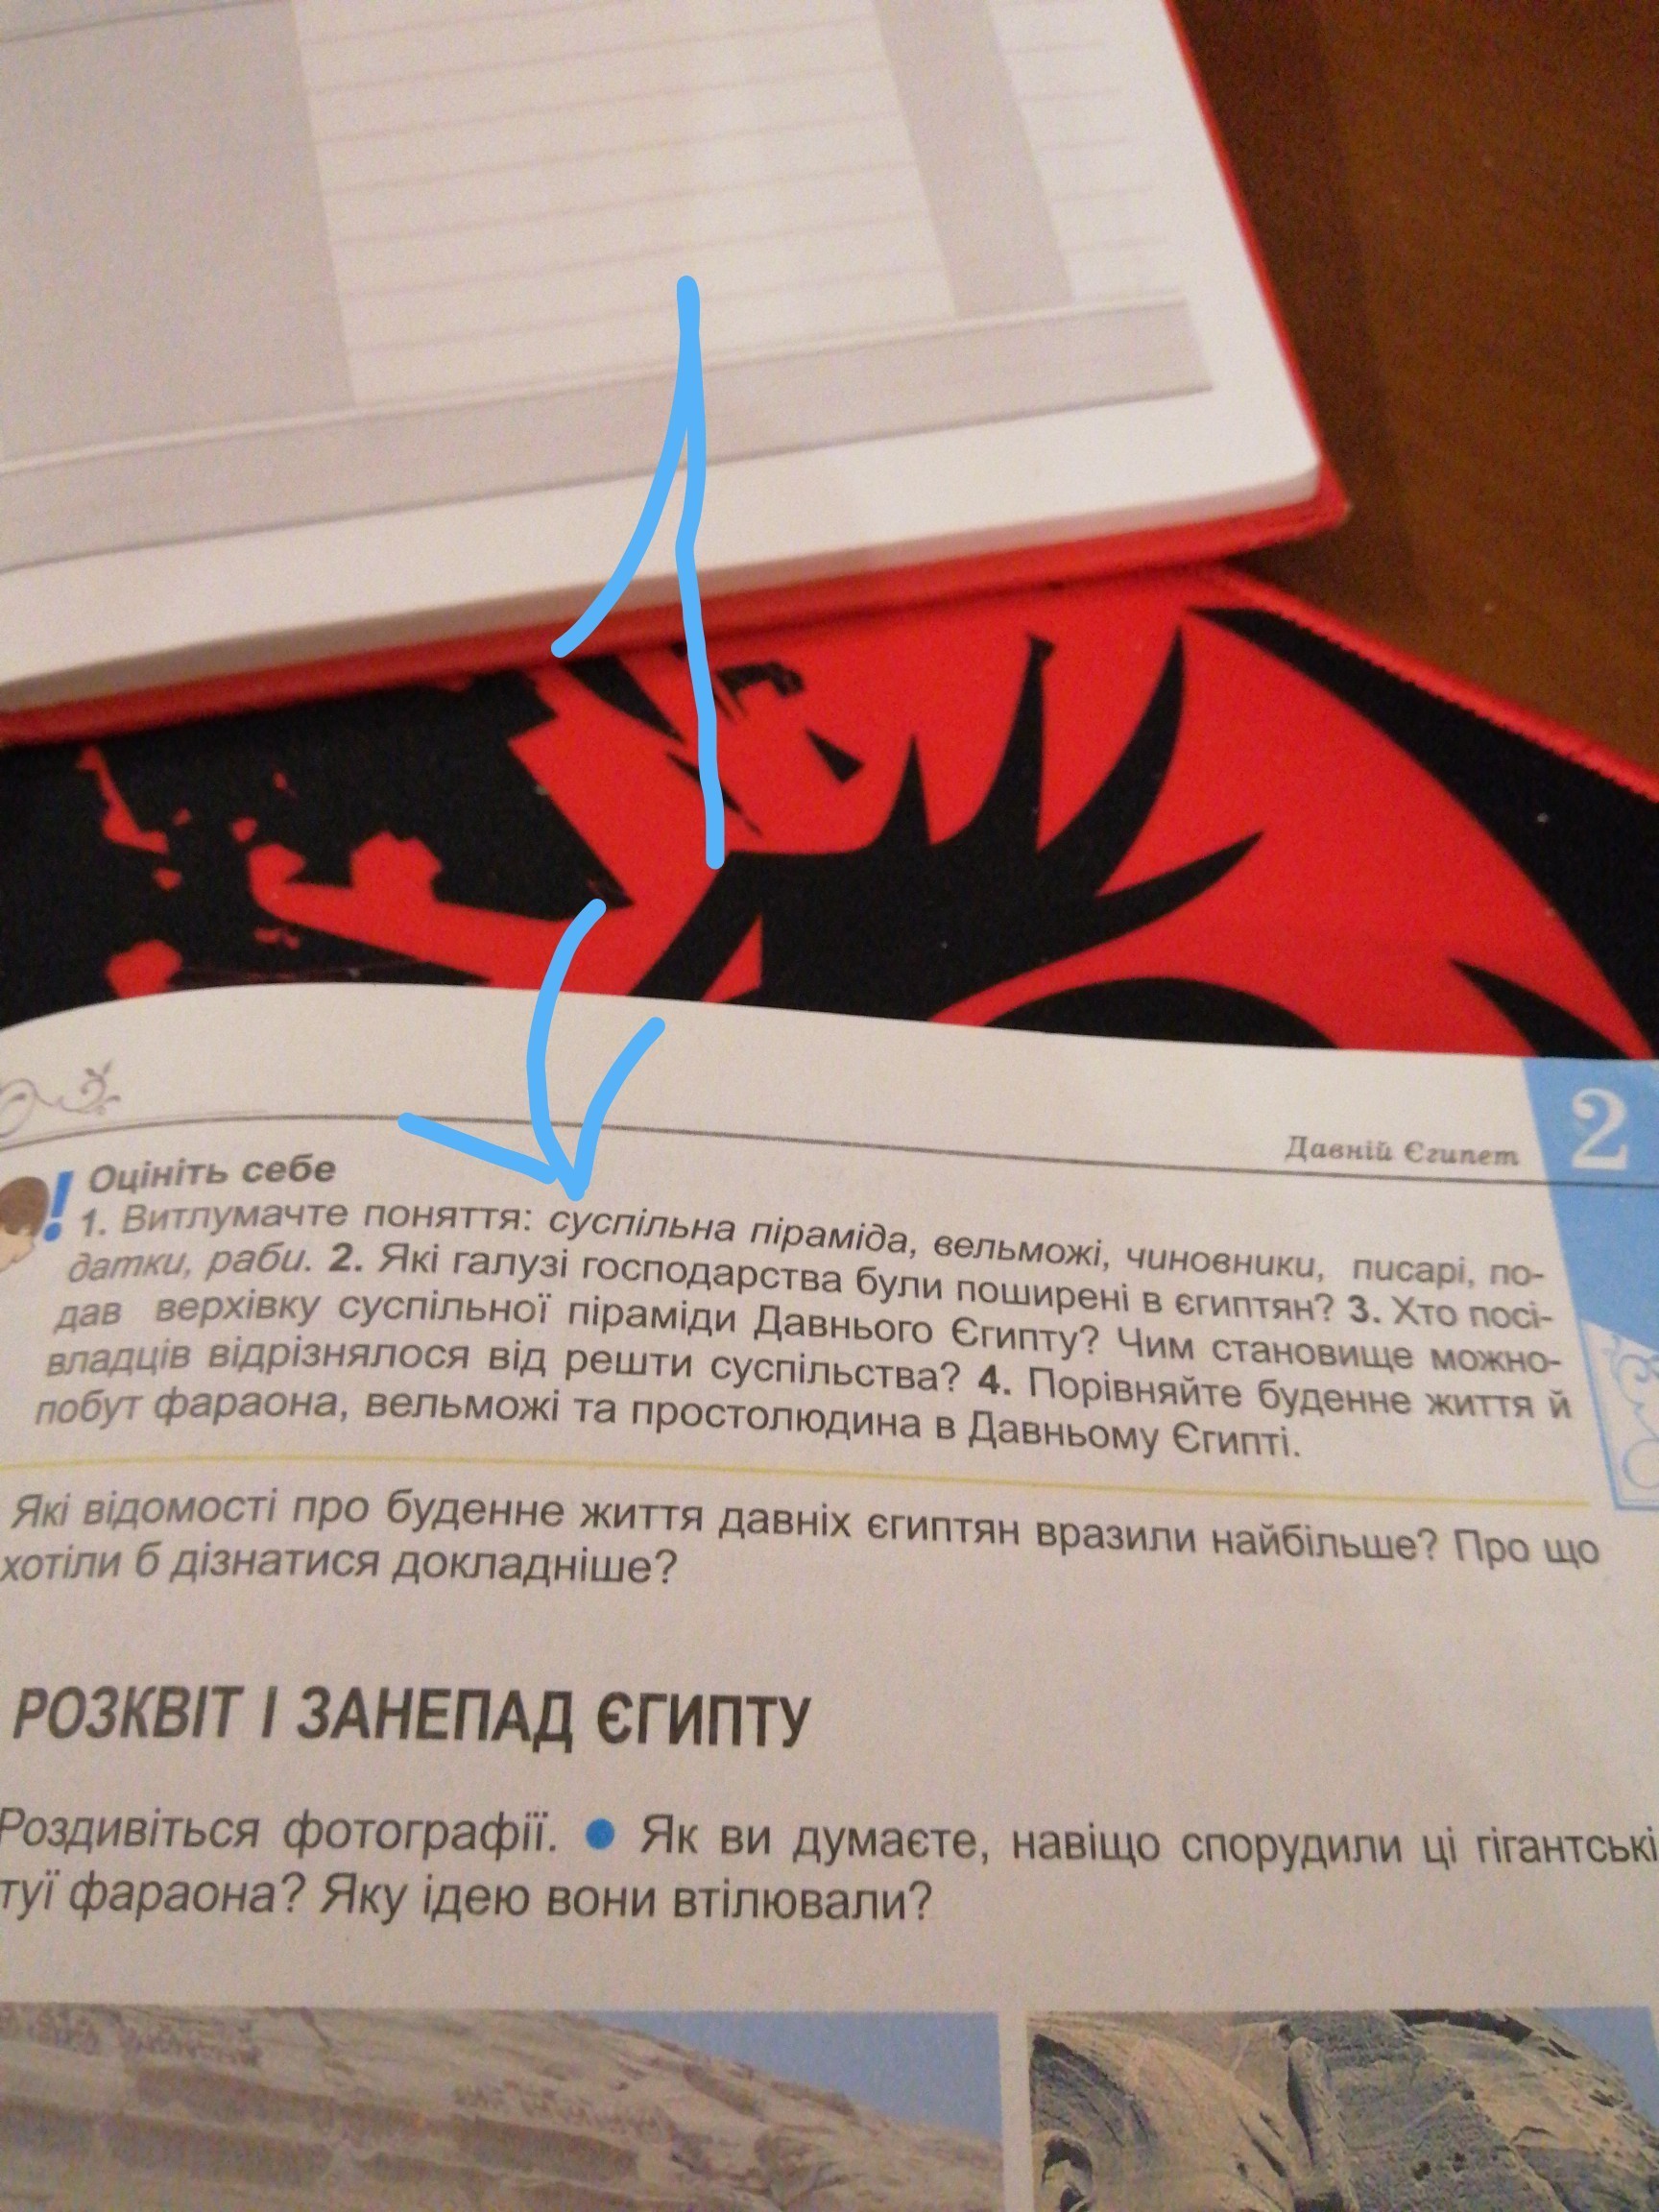 1
Давній Єгипет 2
! Оцініть себе
1. Витлумачте поняття: суспільна піраміда, вельможі, чиновники, писарі, по-
датки, раби. 2. Які галузі господарства були поширені в єгиптян? 3. Хто посі-
дав верхівку суспільної піраміди Давнього Єгипту? Чим становище можно-
владців відрізнялося від решти суспільства? 4. Порівняйте буденне життя й
побут фараона, вельможі та простолюдина в Давньому Єгипті.
Які відомості про буденне життя давніх єгиптян вразили найбільше? Про що
хотіли б дізнатися докладніше?
РОЗКВІТ І ЗАНЕПАД ЄГИПТУ
Роздивіться фотографії. ● Як ви думаєте, навіщо спорудили ці гігантські
туї фараона? Яку ідею вони втілювали?